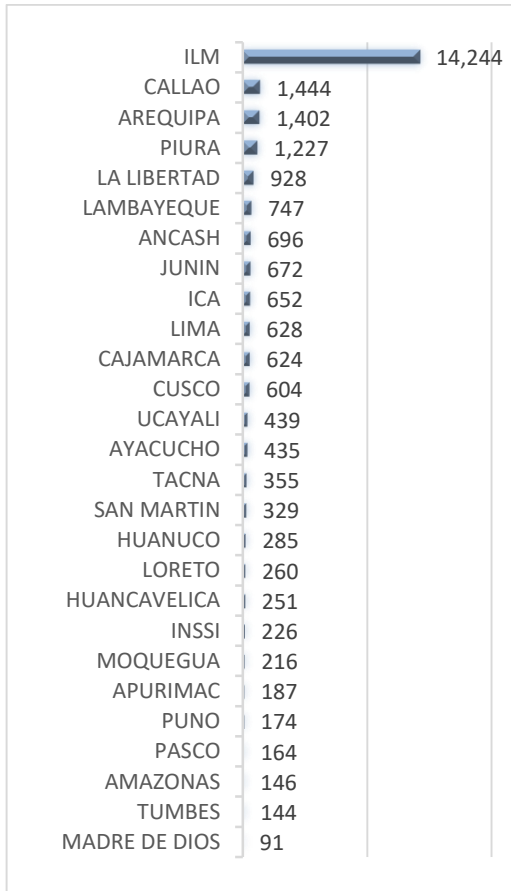 ILM 14,244
CALLAO 1,444
AREQUIPA 1,402
PIURA 1,227
LA LIBERTAD 928
LAMBAYEQUE 747
ANCASH 696
JUNIN 672
ICA 652
LIMA 628
CAJAMARCA 624
CUSCO 604
UCAYALI 439
AYACUCHO 435
TACNA 355
SAN MARTIN 329
HUANUCO 285
LORETO 260
HUANCAVELICA 251
INSSI 226
MOQUEGUA 216
APURIMAC 187
PUNO 174
PASCO 164
AMAZONAS 146
TUMBES 144
MADRE DE DIOS 91